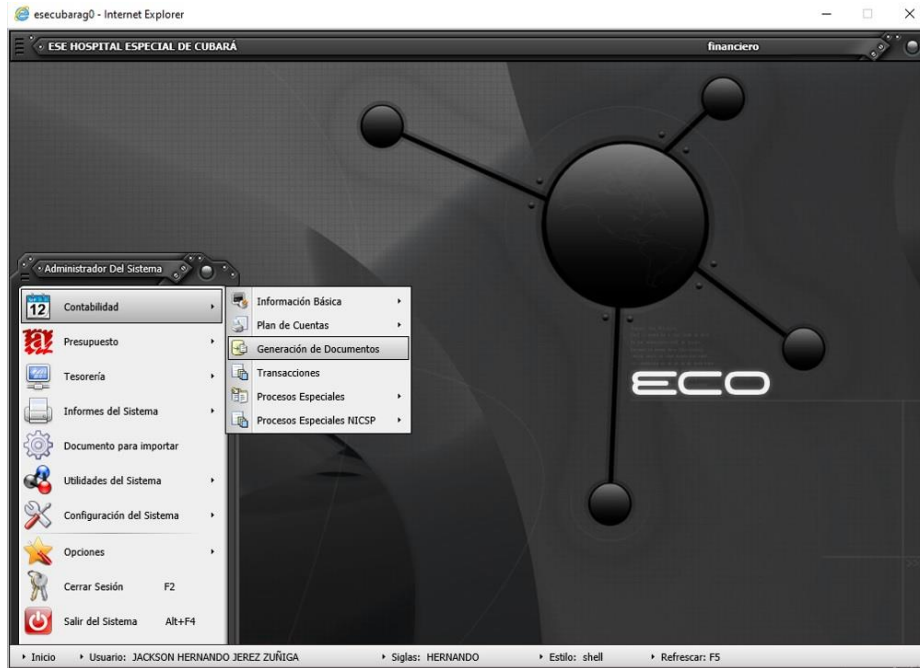 esecubarag0 - Internet Explorer
ESE HOSPITAL ESPECIAL DE CUBARÁ
financiero
ECO
Administrador Del Sistema
12
Contabilidad
Presupuesto
Tesorería
Informes del Sistema
Documento para importar
Utilidades del Sistema
Configuración del Sistema
Opciones
Cerrar Sesión F2
Salir del Sistema Alt+F4
Información Básica
Plan de Cuentas
Generación de Documentos
Transacciones
Procesos Especiales
Procesos Especiales NICSP
Inicio Usuario: JACKSON HERNANDO JEREZ ZUÑIGA Siglas: HERNANDO Estilo: shell Refrescar: F5